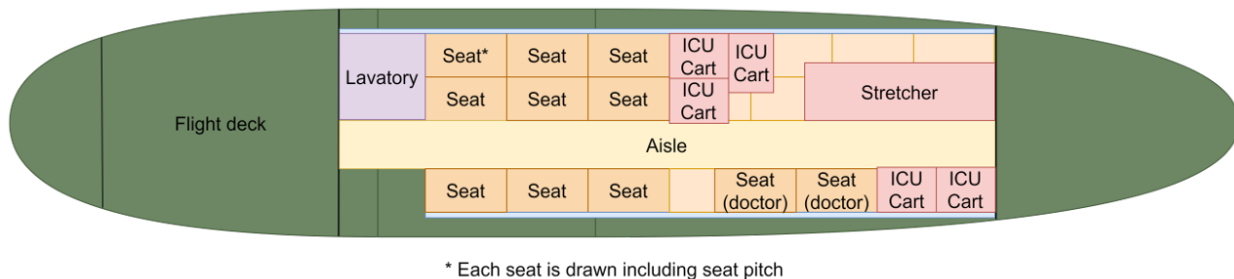 Flight deck
Lavatory
Seat*
Seat
Seat
ICU
Cart
ICU
Cart
Seat
Seat
Seat
ICU
Cart
Stretcher
Aisle
Seat
Seat
Seat
Seat
(doctor)
Seat
(doctor)
ICU
Cart
ICU
Cart
* Each seat is drawn including seat pitch